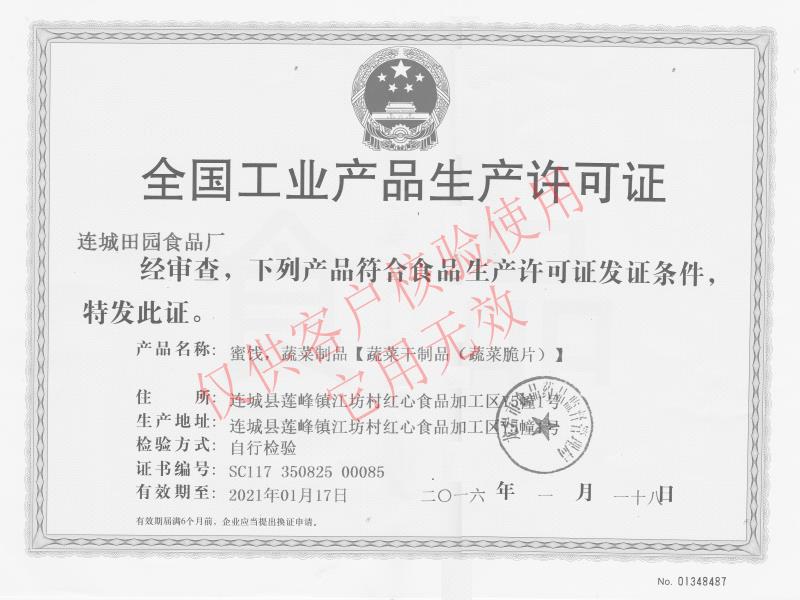 全国工业产品生产许可证
连城田园食品厂
经审查，下列产品符合食品生产许可证发证条件，
特发此证。
产品名称：蜜饯，蔬菜制品【蔬菜干制品（蔬菜脆片）】
住　　所：连城县莲峰镇江坊村红心食品加工区15幢1号
生产地址：连城县莲峰镇江坊村红心食品加工区15幢1号
检验方式：自行检验
证书编号：SC117 350825 00085
有效期至：2021年01月17日
二〇一六 年 一 月 一十八日
有效期届满6个月前，企业应当提出换证申请。
No. 01348487
仅供客户核验使用
它用无效